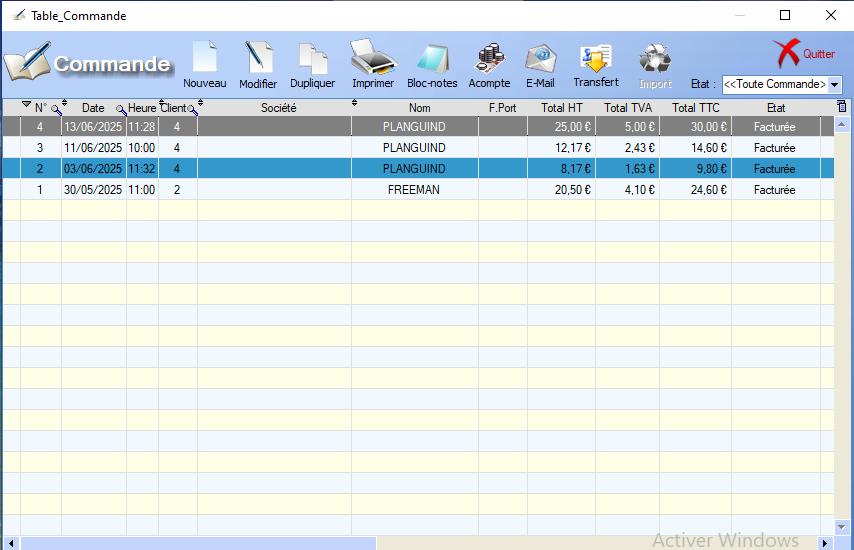 Table_Commande
Commande
Nouveau Modifier Dupliquer Imprimer Bloc-notes Acompte E-Mail Transfert Import Etat : <<Toute Commande> Quitter
N° Date Heure Client Société Nom F.Port Total HT Total TVA Total TTC Etat
4 13/06/2025 11:28 4 PLANGUIND 25,00 € 5,00 € 30,00 € Facturée
3 11/06/2025 10:00 4 PLANGUIND 12,17 € 2,43 € 14,60 € Facturée
2 03/06/2025 11:32 4 PLANGUIND 8,17 € 1,63 € 9,80 € Facturée
1 30/05/2025 11:00 2 FREEMAN 20,50 € 4,10 € 24,60 € Facturée
Activer Windows